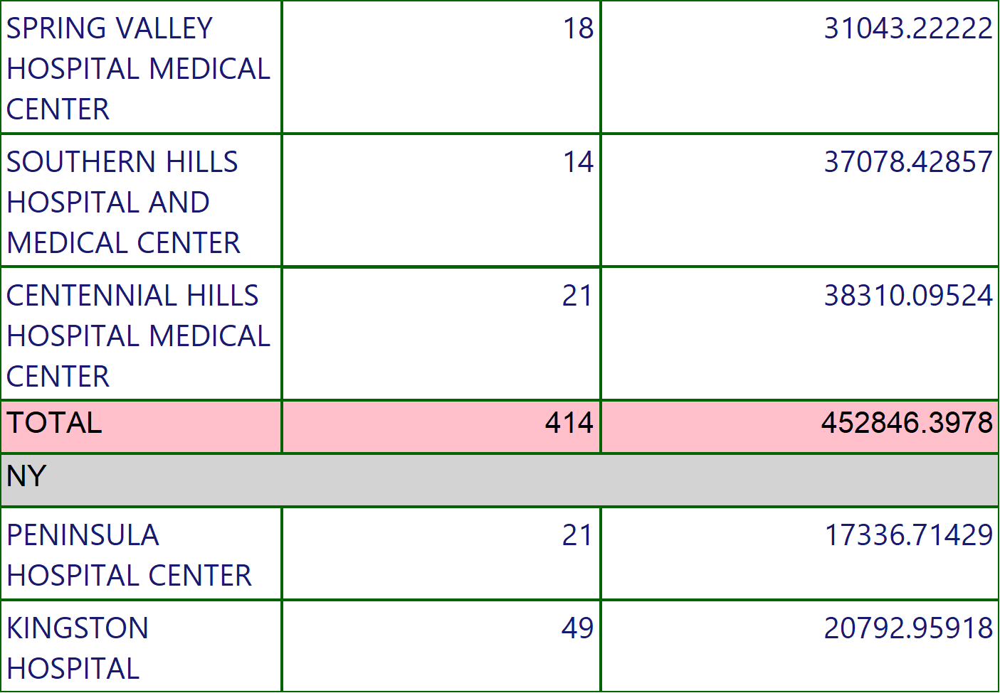 SPRING VALLEY 18 31043.22222
HOSPITAL MEDICAL
CENTER
SOUTHERN HILLS 14 37078.42857
HOSPITAL AND
MEDICAL CENTER
CENTENNIAL HILLS 21 38310.09524
HOSPITAL MEDICAL
CENTER
TOTAL 414 452846.3978
NY
PENINSULA 21 17336.71429
HOSPITAL CENTER
KINGSTON 49 20792.95918
HOSPITAL